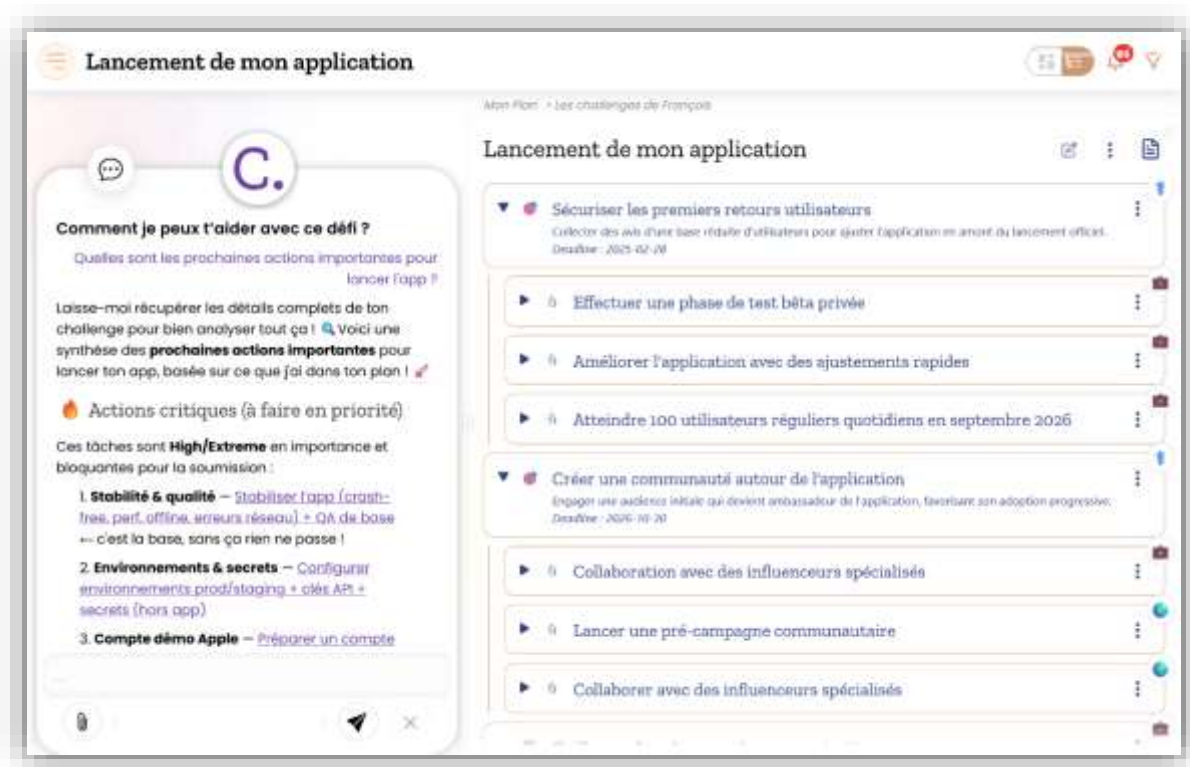 Lancement de mon application
Mon Plan > Les challenges de François
C.
Comment je peux t'aider avec ce défi ?
Quelles sont les prochaines actions importantes pour
lancer l'app ?
Laisse-moi récupérer les détails complets de ton
challenge pour bien analyser tout ça ! 🔍 Voici une
synthèse des prochaines actions importantes pour
lancer ton app, basée sur ce que j'ai dans ton plan ! 🚀
🔥 Actions critiques (à faire en priorité)
Ces tâches sont High/Extreme en importance et
bloquantes pour la soumission :
1. Stabilité & qualité — Stabiliser l'app (crash-
free, perf, offline, erreurs réseau) + QA de base
← c'est la base, sans ça rien ne passe !
2. Environnements & secrets — Configurer
environnements prod/staging + clés API +
secrets (hors app)
3. Compte démo Apple — Préparer un compte
Lancement de mon application
Sécuriser les premiers retours utilisateurs
Collecter des avis d'une base réduite d'utilisateurs pour ajuster l'application en amont du lancement officiel.
Deadline : 2025-02-28
Effectuer une phase de test bêta privée
Améliorer l'application avec des ajustements rapides
Atteindre 100 utilisateurs réguliers quotidiens en septembre 2026
Créer une communauté autour de l'application
Engager une audience initiale qui devient ambassadeur de l'application, favorisant son adoption progressive.
Deadline :
Collaboration avec des influenceurs spécialisés
Lancer une pré-campagne communautaire
Collaborer avec des influenceurs spécialisés